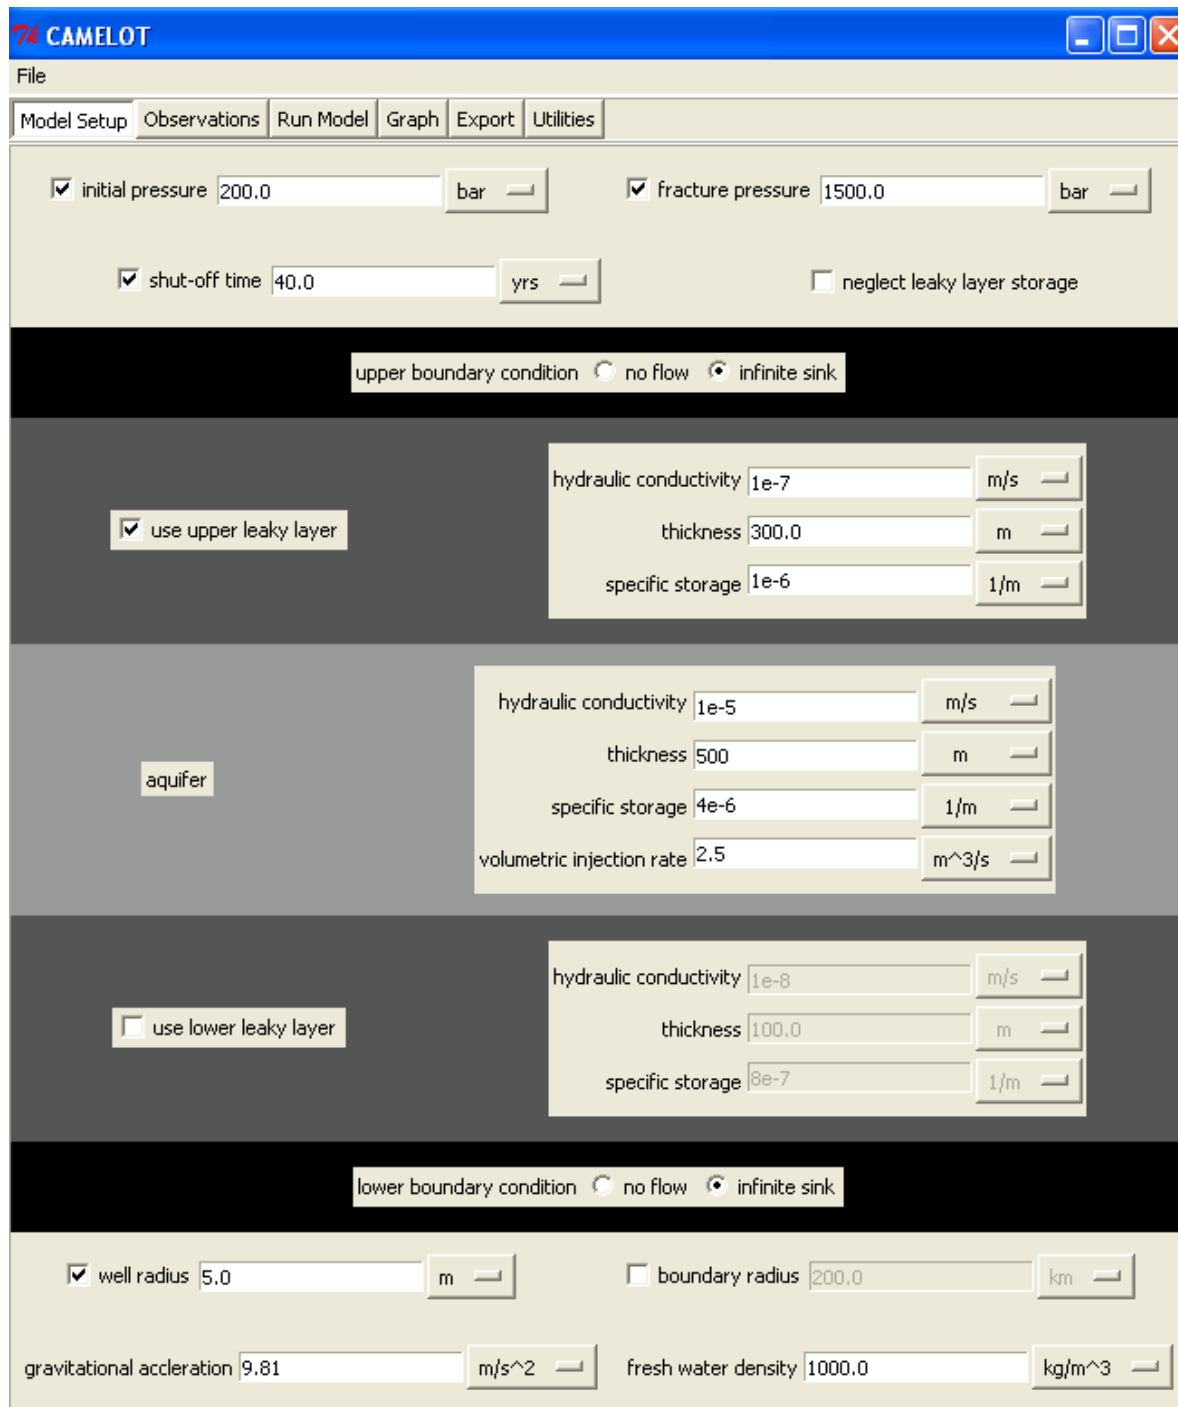 CAMELOT
File
Model Setup Observations Run Model Graph Export Utilities
initial pressure 200.0 bar fracture pressure 1500.0 bar
shut-off time 40.0 yrs neglect leaky layer storage
upper boundary condition no flow infinite sink
hydraulic conductivity 1e-7 m/s
use upper leaky layer thickness 300.0 m
specific storage 1e-6 1/m
hydraulic conductivity 1e-5 m/s
thickness 500 m
aquifer
specific storage 4e-6 1/m
volumetric injection rate 2.5 m^3/s
hydraulic conductivity 1e-8 m/s
use lower leaky layer thickness 100.0 m
specific storage 8e-7 1/m
lower boundary condition no flow infinite sink
well radius 5.0 m boundary radius 200.0 km
gravitational accleration 9.81 m/s^2 fresh water density 1000.0 kg/m^3